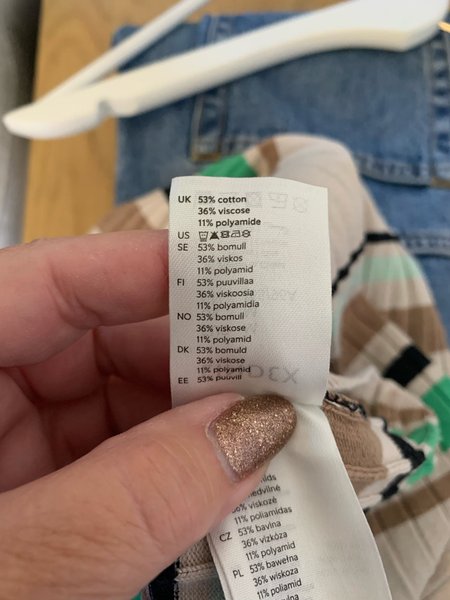 UK 53% cotton
36% viscose
11% polyamide
US
SE 53% bomull
36% viskos
11% polyamid
FI 53% puuvillaa
36% viskoosia
11% polyamidia
NO 53% bomull
36% viskose
11% polyamid
DK 53% bomuld
36% viskose
11% polyamid
EE 53% puuvill
36% viskozė
11% poliamidas
CZ 53% bavlna
36% viskóza
11% polyamid
PL 53% bawełna
36% wiskoza
11% poliamid